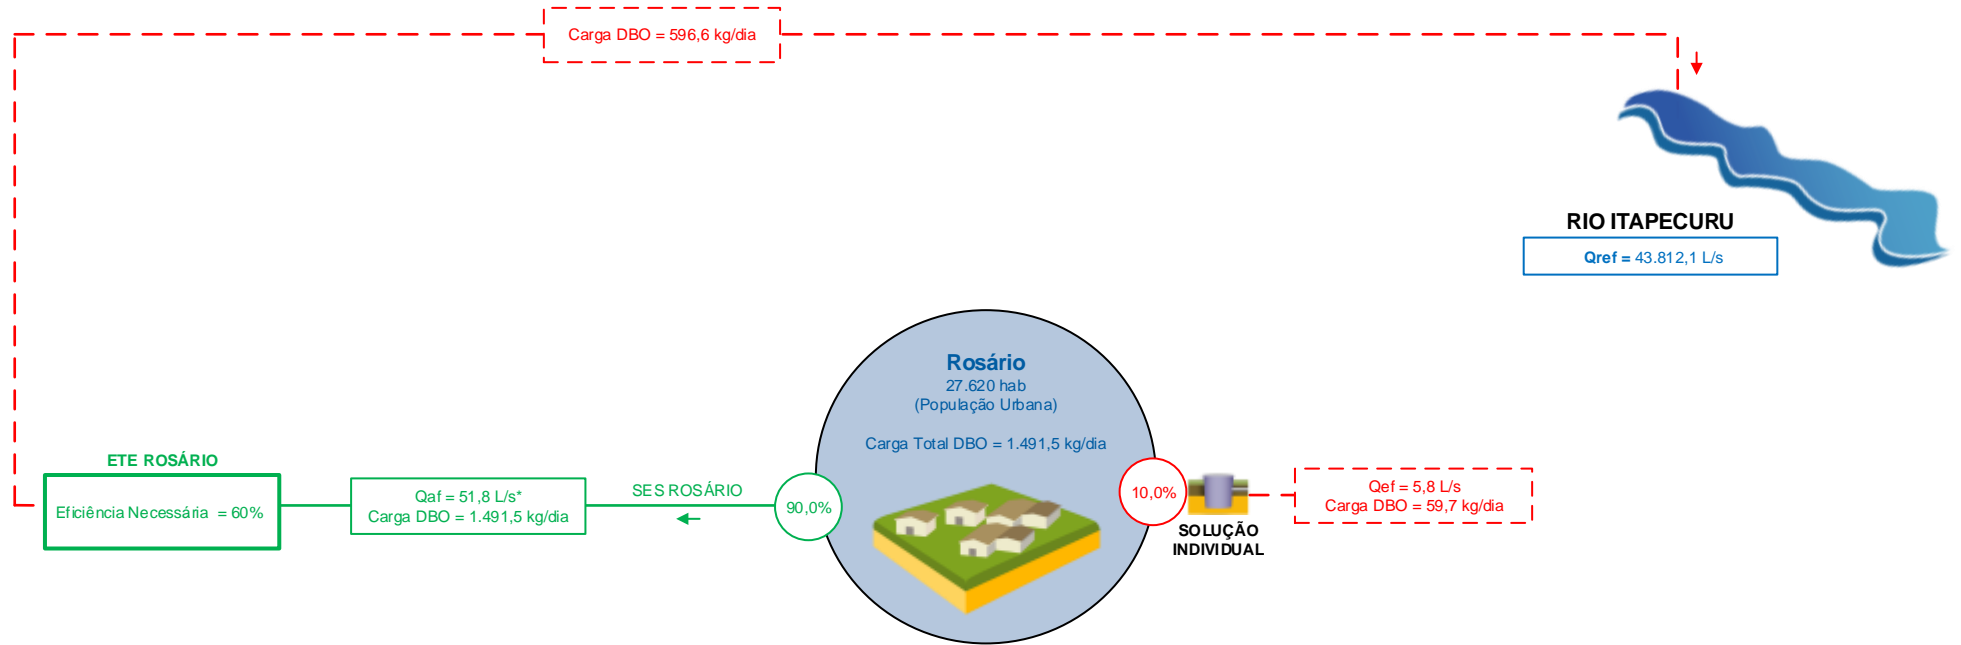 Carga DBO = 596,6 kg/dia
RIO ITAPECURU
Qref = 43.812,1 L/s
Rosário
27.620 hab
(População Urbana)
Carga Total DBO = 1.491,5 kg/dia
ETE ROSÁRIO
Eficiência Necessária = 60%
Qaf = 51,8 L/s*
Carga DBO = 1.491,5 kg/dia
SES ROSÁRIO
90,0%
10,0%
SOLUÇÃO
INDIVIDUAL
Qef = 5,8 L/s
Carga DBO = 59,7 kg/dia